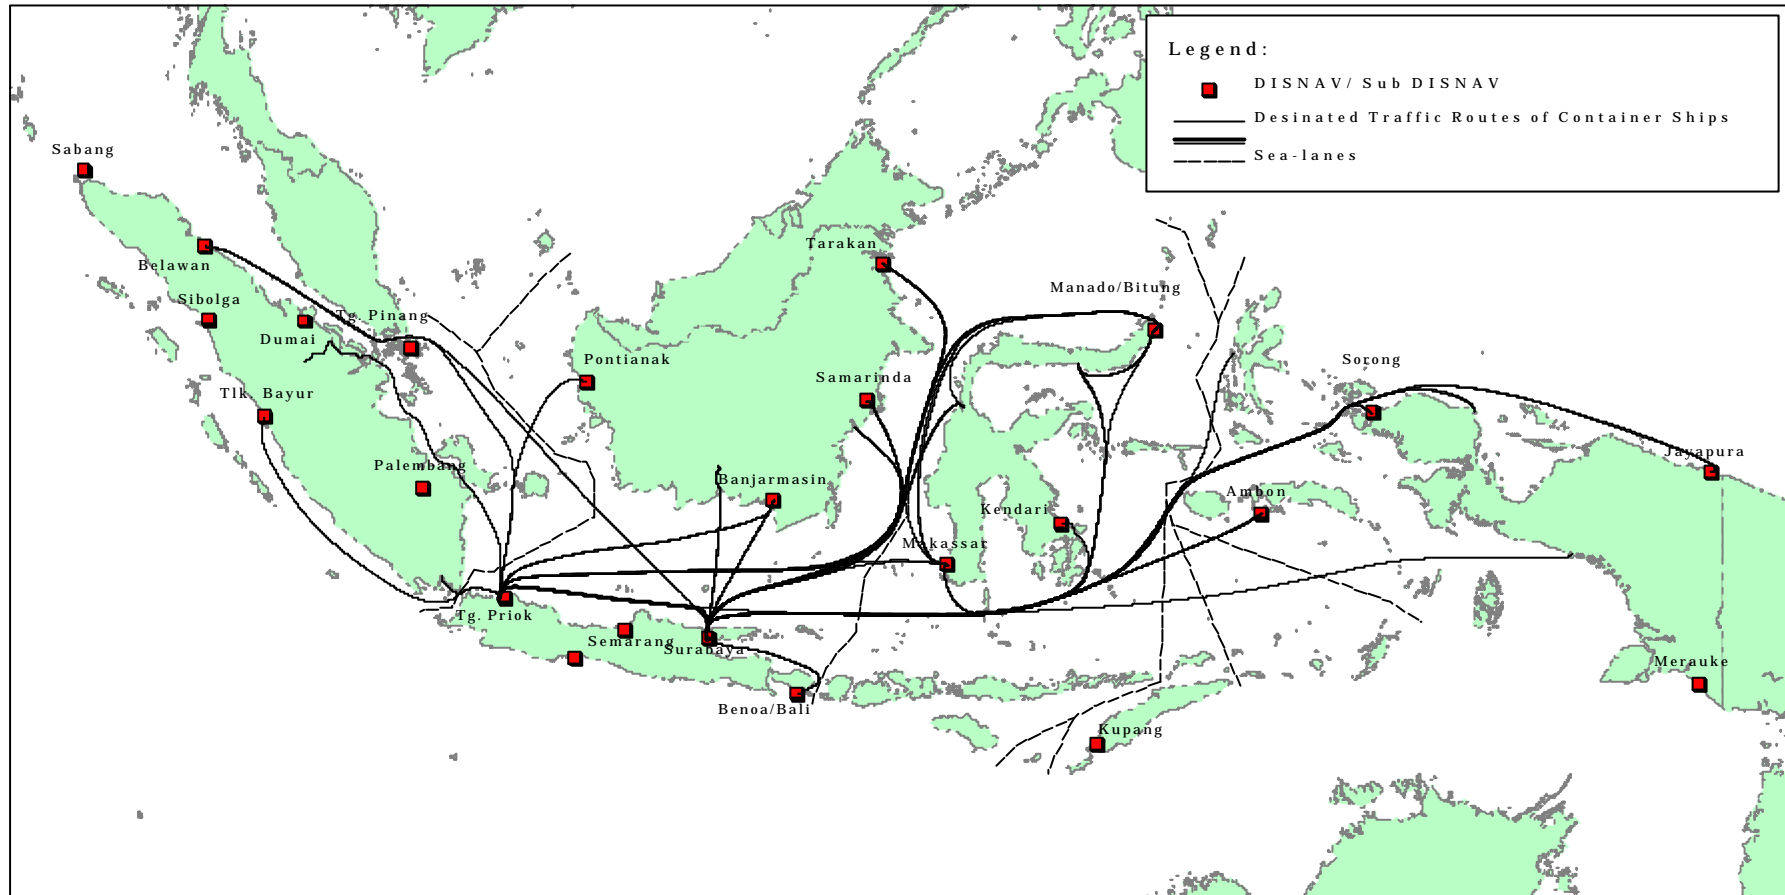 Legend:
DISNAV/ Sub DISNAV
Desinated Traffic Routes of Container Ships
Sea-lanes
Sabang
Belawan
Sibolga
Dumai
Tg. Pinang
Tlk. Bayur
Palembang
Pontianak
Tarakan
Samarinda
Banjarmasin
Manado/Bitung
Sorong
Jayapura
Ambon
Kendari
Makassar
Tg. Priok
Semarang
Surabaya
Benoa/Bali
Kupang
Merauke